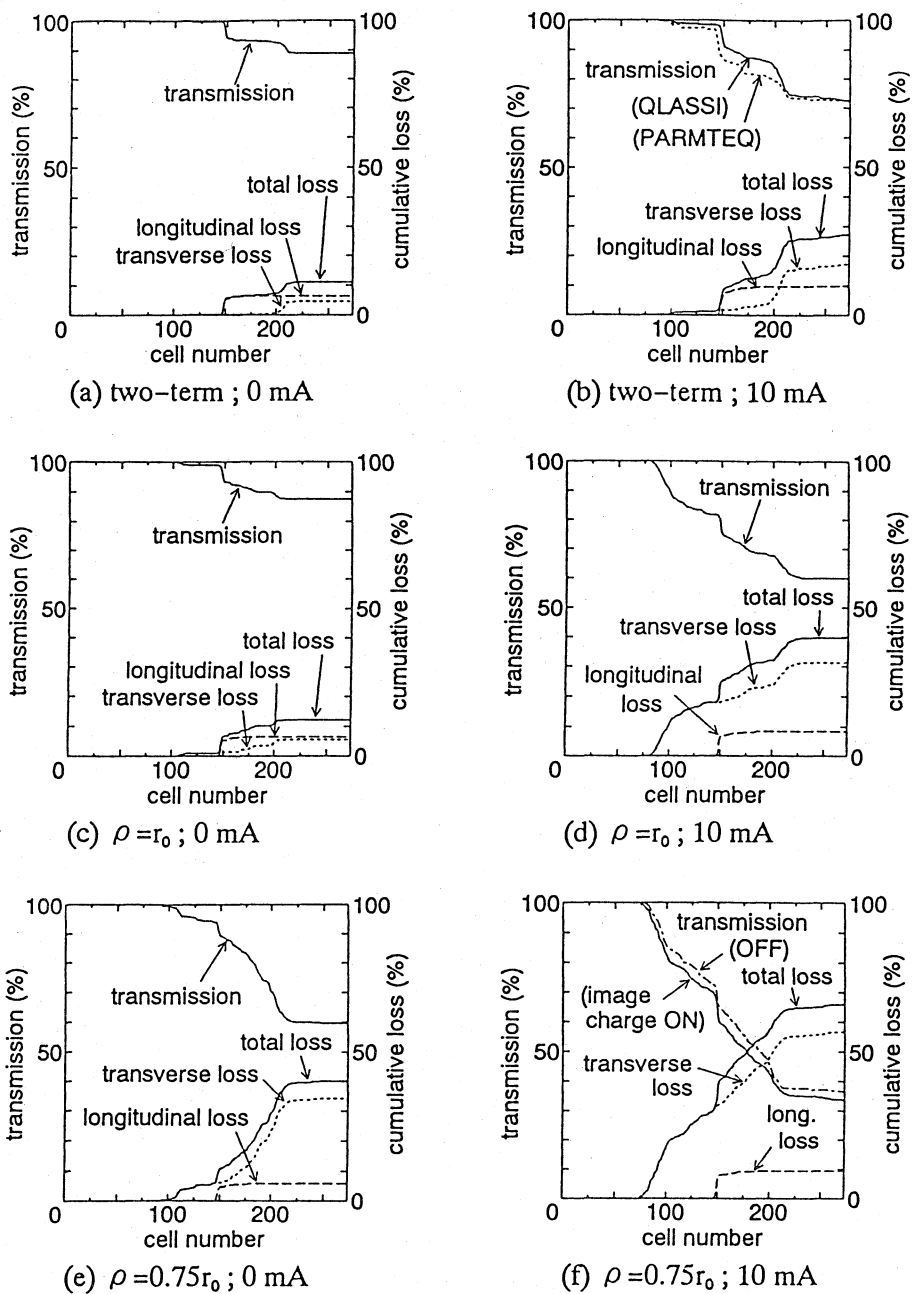 100
50
0
100
200
transmission (%)
cell number
100
50
0
cumulative loss (%)
transmission
total loss
longitudinal loss
transverse loss
(a) two-term ; 0 mA
100
50
0
100
200
transmission (%)
cell number
100
50
0
cumulative loss (%)
transmission
(QLASSI)
(PARMTEQ)
total loss
transverse loss
longitudinal loss
(b) two-term ; 10 mA
100
50
0
100
200
transmission (%)
cell number
100
50
0
cumulative loss (%)
transmission
total loss
longitudinal loss
transverse loss
(c) ρ=r₀ ; 0 mA
100
50
0
100
200
transmission (%)
cell number
100
50
0
cumulative loss (%)
transmission
total loss
transverse loss
longitudinal
loss
(d) ρ=r₀ ; 10 mA
100
50
0
100
200
transmission (%)
cell number
100
50
0
cumulative loss (%)
transmission
total loss
transverse loss
longitudinal loss
(e) ρ=0.75r₀ ; 0 mA
100
50
0
100
200
transmission (%)
cell number
100
50
0
cumulative loss (%)
transmission
(OFF)
total loss
(image
charge ON)
transverse
loss
long.
loss
(f) ρ=0.75r₀ ; 10 mA